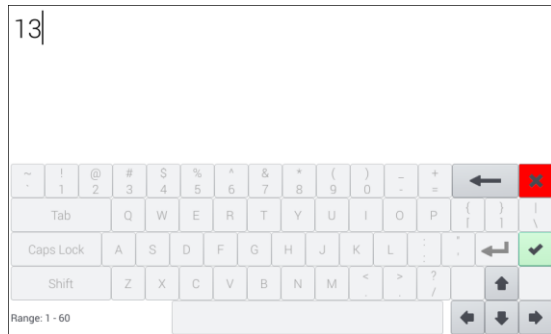 13
~ ! @ # $ % ^ & * ( ) _ +
` 1 2 3 4 5 6 7 8 9 0 - =
Tab Q W E R T Y U I O P { } |
[ ] \
Caps Lock A S D F G H J K L : "
; '
Shift Z X C V B N M < > ?
, . /
Range: 1 - 60